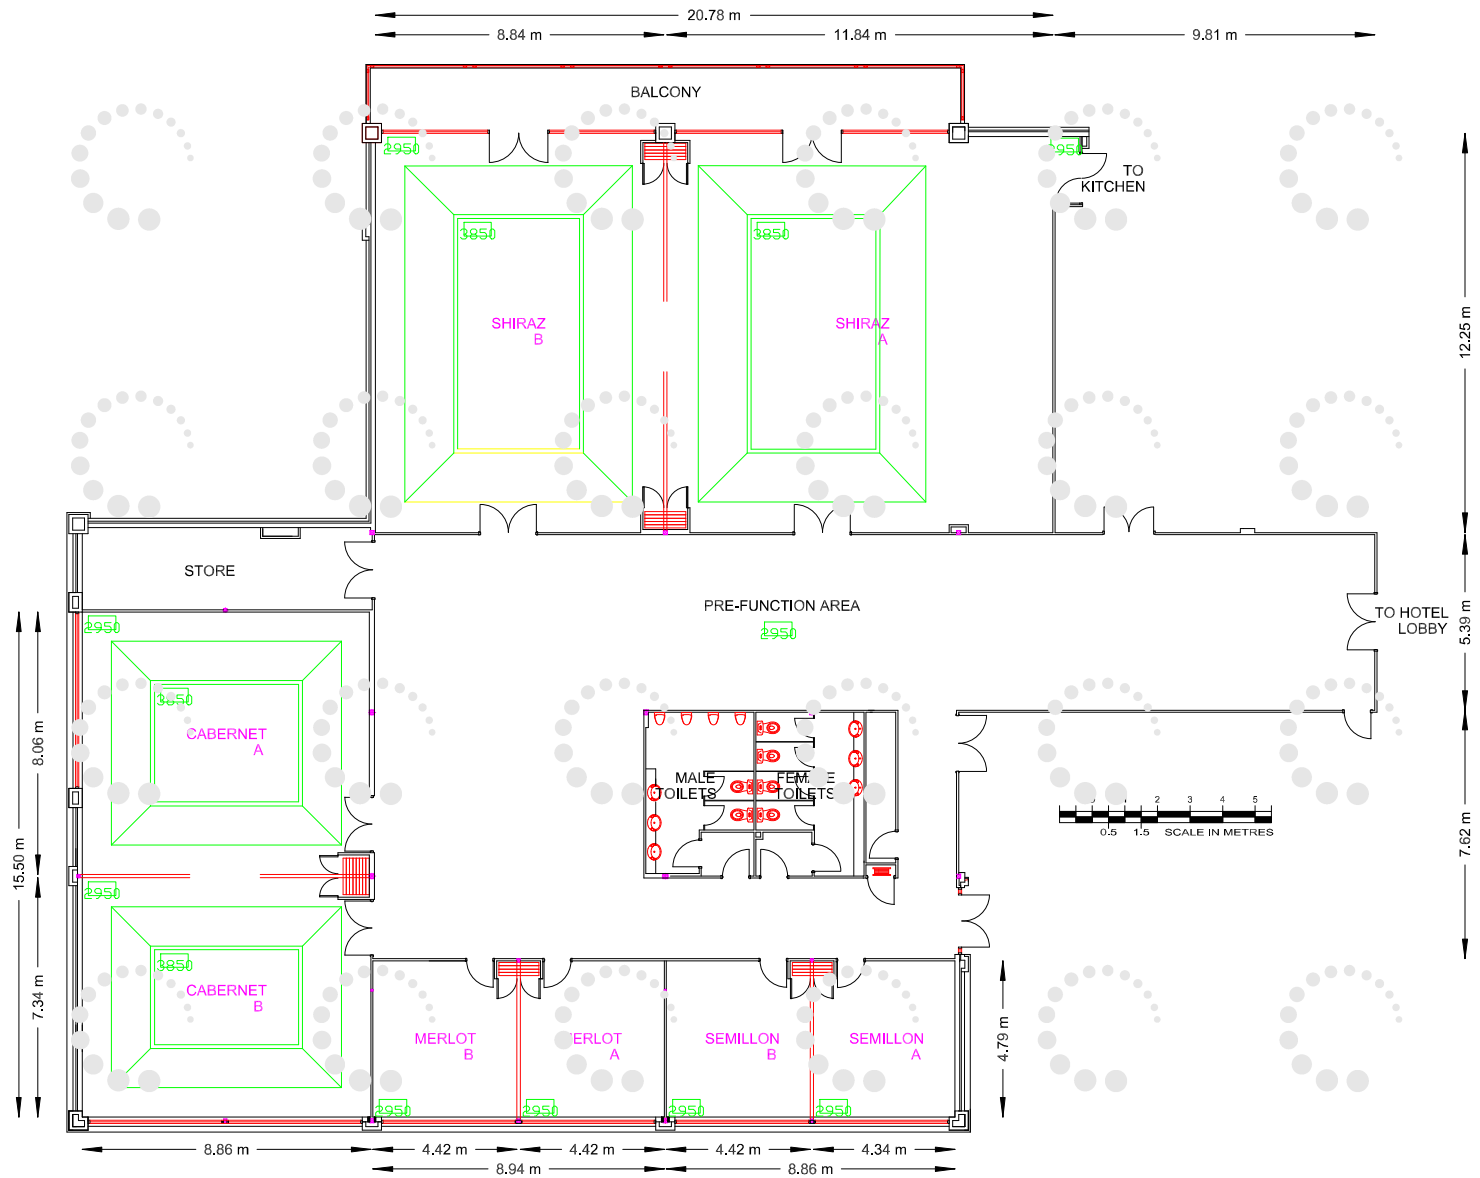 20.78 m
8.84 m
11.84 m
9.81 m
BALCONY
2950
2950
TO
KITCHEN
3850
3850
SHIRAZ
B
SHIRAZ
A
12.25 m
STORE
PRE-FUNCTION AREA
2950
TO HOTEL
LOBBY
5.39 m
2950
3850
CABERNET
A
8.06 m
MALE
TOILETS
FEMALE
TOILETS
0 1 2 3 4 5
0.5 1.5 SCALE IN METRES
7.62 m
15.50 m
2950
3850
CABERNET
B
7.34 m
MERLOT
B
MERLOT
A
SEMILLON
B
SEMILLON
A
4.79 m
2950
2950
2950
2950
8.86 m
4.42 m
4.42 m
4.42 m
4.34 m
8.94 m
8.86 m